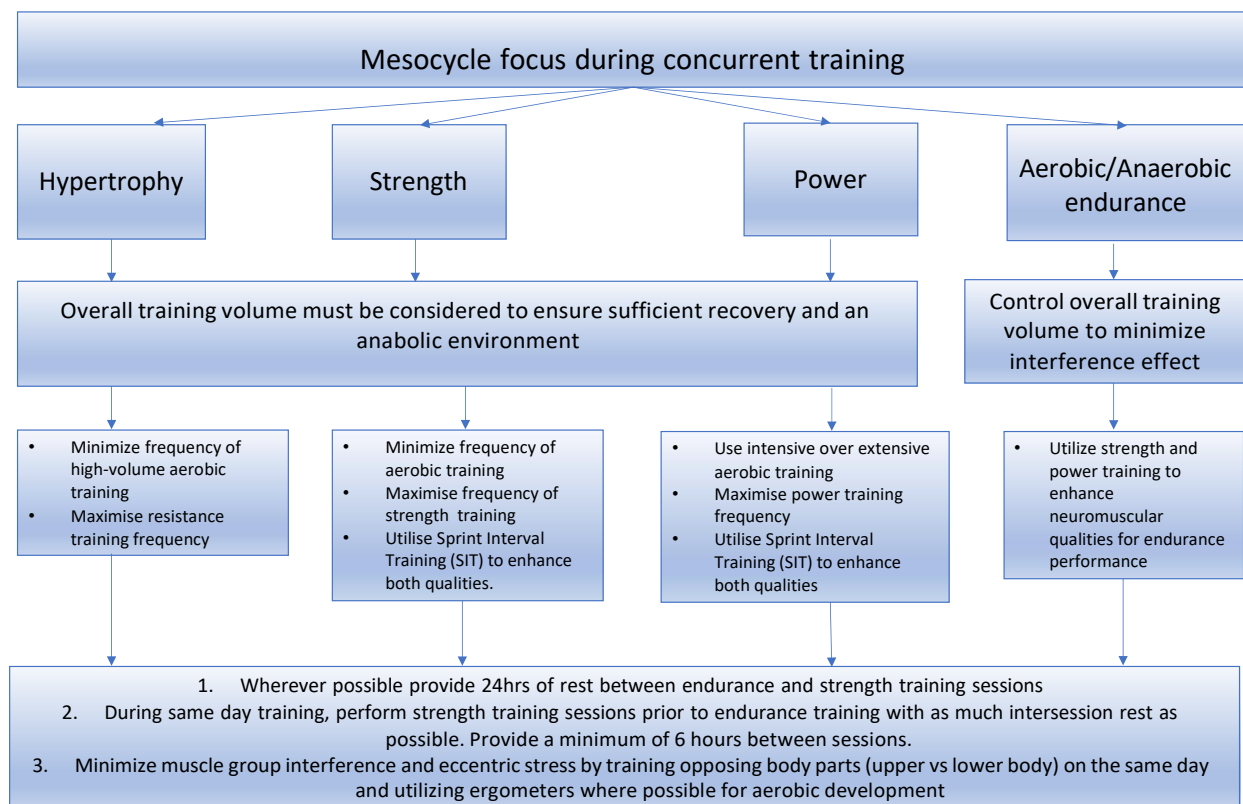 Mesocycle focus during concurrent training
Hypertrophy
Strength
Power
Aerobic/Anaerobic
endurance
Overall training volume must be considered to ensure sufficient recovery and an
anabolic environment
Control overall training
volume to minimize
interference effect
• Minimize frequency of
high-volume aerobic
training
• Maximise resistance
training frequency
• Minimize frequency of
aerobic training
• Maximise frequency of
strength training
• Utilise Sprint Interval
Training (SIT) to enhance
both qualities.
• Use intensive over extensive
aerobic training
• Maximise power training
frequency
• Utilise Sprint Interval
Training (SIT) to enhance
both qualities
• Utilize strength and
power training to
enhance
neuromuscular
qualities for endurance
performance
1. Wherever possible provide 24hrs of rest between endurance and strength training sessions
2. During same day training, perform strength training sessions prior to endurance training with as much intersession rest as
possible. Provide a minimum of 6 hours between sessions.
3. Minimize muscle group interference and eccentric stress by training opposing body parts (upper vs lower body) on the same day
and utilizing ergometers where possible for aerobic development